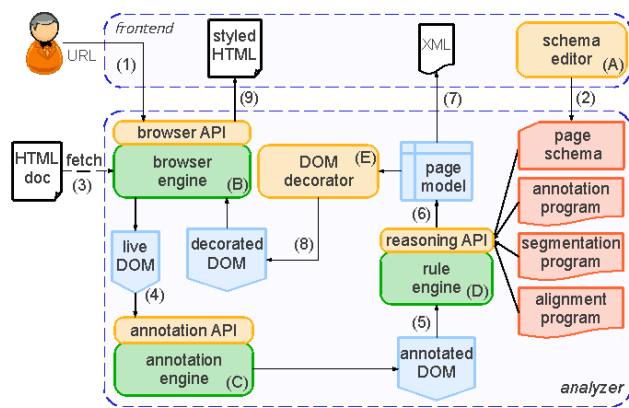 frontend
URL
(1)
styled
HTML
(9)
XML
(7)
schema
editor
(A)
(2)
browser API
browser
engine
(B)
HTML
doc
fetch
(3)
DOM
decorator
(E)
page
model
page
schema
annotation
program
segmentation
program
alignment
program
(6)
reasoning API
rule
engine
(D)
live
DOM
decorated
DOM
(8)
(4)
(5)
annotation API
annotation
engine
(C)
annotated
DOM
analyzer